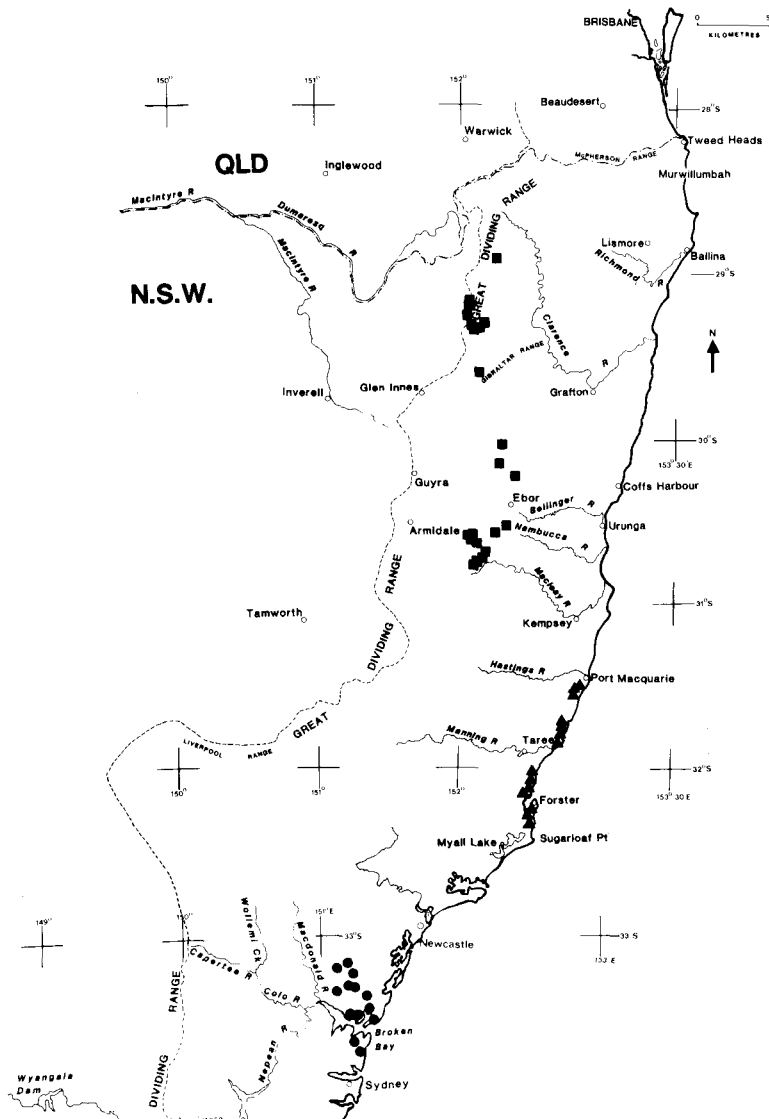 BRISBANE
0 5
KILOMETRES
150°
151°
152°
Beaudesert
28°S
Warwick
Tweed Heads
McPHERSON RANGE
QLD
Inglewood
Murwillumbah
MacIntyre R
Dumaresq R
RANGE
DIVIDING
GREAT
Lismore
Ballina
Richmond R
29°S
MacIntyre R
N.S.W.
Clarence R
N
GIBRALTAR RANGE
Inverell
Glen Innes
Grafton
30°S
153°30'E
Guyra
Coffs Harbour
Ebor
Bellinger R
Armidale
Nambucca R
Urunga
Macleay R
31°S
RANGE
Tamworth
Kempsey
DIVIDING
Hastings R
Port Macquarie
GREAT
Manning R
Taree
LIVERPOOL RANGE
32°S
150°
151°
152°
153°30'E
Forster
Myall Lake
Sugarloaf Pt
149°
150°
151°E
33°S
33°S
153°E
Newcastle
Wollemi Ck
Macdonald R
Capertee R
Colo R
RANGE
Broken Bay
Nepean R
DIVIDING
Wyangala Dam
Sydney